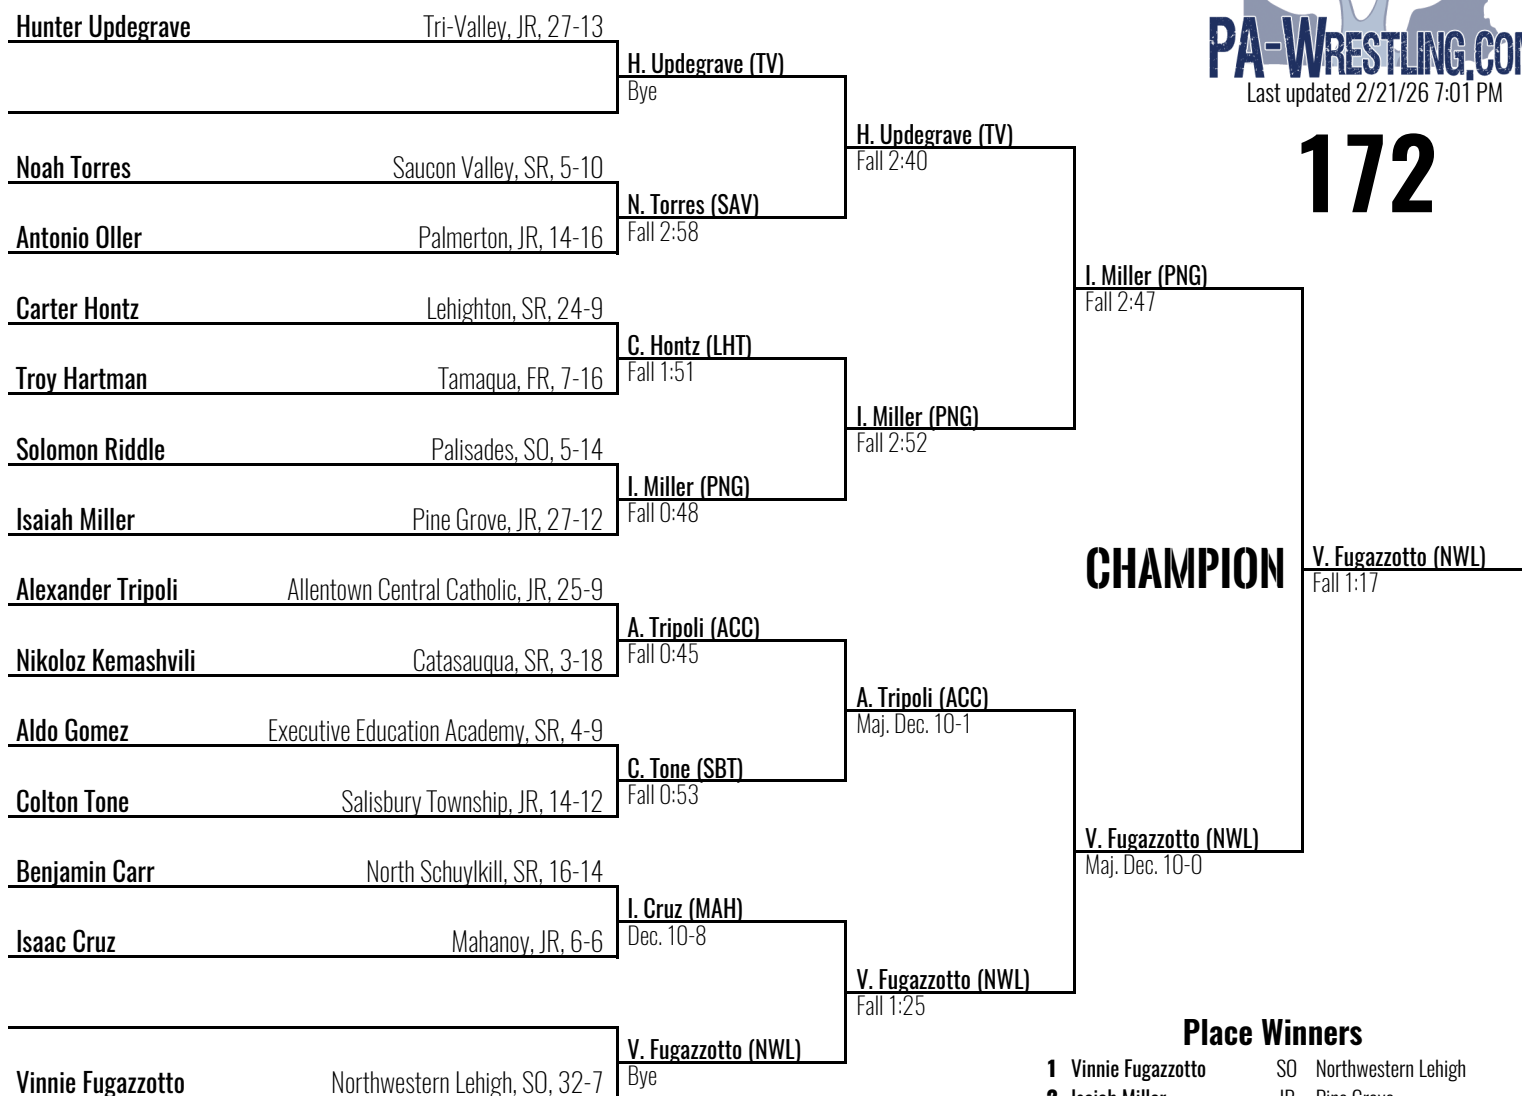 PA-WRESTLING.CO
Last updated 2/21/26 7:01 PM
172
Hunter Updegrave Tri-Valley, JR, 27-13
H. Updegrave (TV)
Bye
H. Updegrave (TV)
Fall 2:40
Noah Torres Saucon Valley, SR, 5-10
N. Torres (SAV)
Fall 2:58
Antonio Oller Palmerton, JR, 14-16
I. Miller (PNG)
Fall 2:47
Carter Hontz Lehighton, SR, 24-9
C. Hontz (LHT)
Fall 1:51
Troy Hartman Tamaqua, FR, 7-16
I. Miller (PNG)
Fall 2:52
Solomon Riddle Palisades, SO, 5-14
I. Miller (PNG)
Fall 0:48
Isaiah Miller Pine Grove, JR, 27-12
CHAMPION
V. Fugazzotto (NWL)
Fall 1:17
Alexander Tripoli Allentown Central Catholic, JR, 25-9
A. Tripoli (ACC)
Fall 0:45
Nikoloz Kemashvili Catasauqua, SR, 3-18
A. Tripoli (ACC)
Maj. Dec. 10-1
Aldo Gomez Executive Education Academy, SR, 4-9
C. Tone (SBT)
Fall 0:53
Colton Tone Salisbury Township, JR, 14-12
V. Fugazzotto (NWL)
Maj. Dec. 10-0
Benjamin Carr North Schuylkill, SR, 16-14
I. Cruz (MAH)
Dec. 10-8
Isaac Cruz Mahanoy, JR, 6-6
V. Fugazzotto (NWL)
Fall 1:25
V. Fugazzotto (NWL)
Bye
Vinnie Fugazzotto Northwestern Lehigh, SO, 32-7
Place Winners
1 Vinnie Fugazzotto SO Northwestern Lehigh
2 Isaiah Miller JR Pine Grove